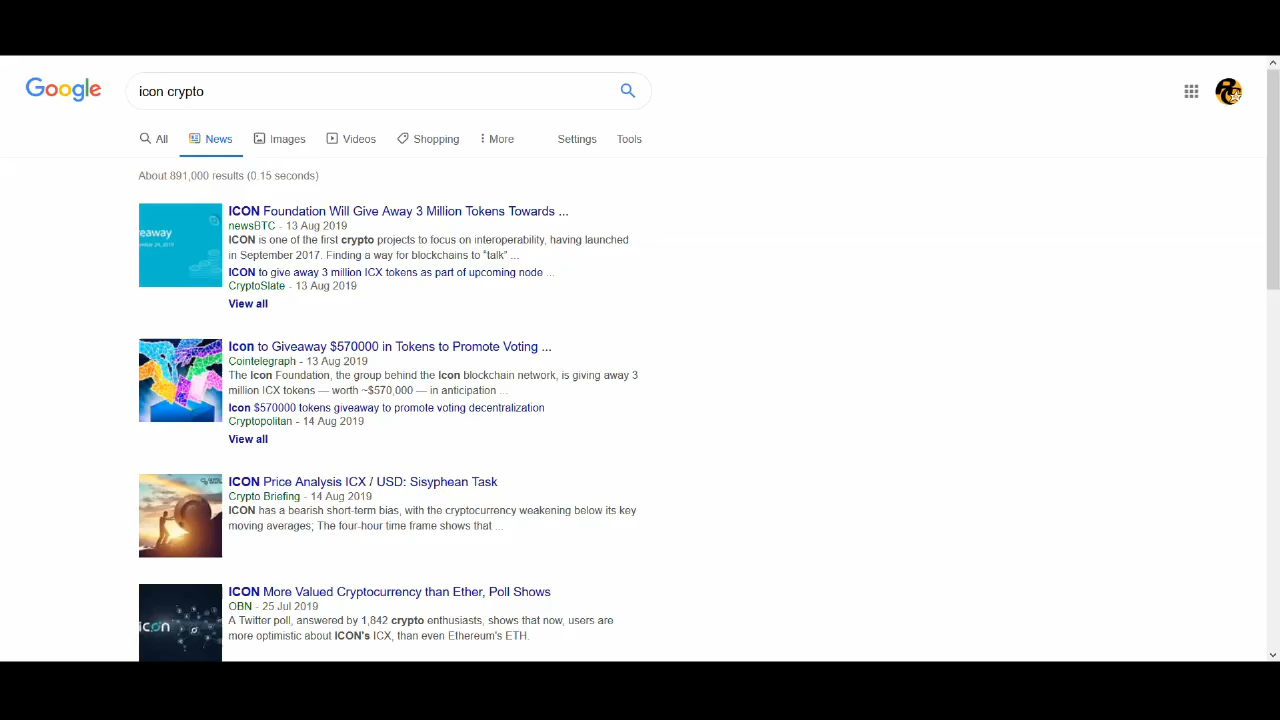 Google
icon crypto
All News Images Videos Shopping More Settings Tools
About 891,000 results (0.15 seconds)
ICON Foundation Will Give Away 3 Million Tokens Towards ...
newsBTC - 13 Aug 2019
ICON is one of the first crypto projects to focus on interoperability, having launched
in September 2017. Finding a way for blockchains to "talk" ...
ICON to give away 3 million ICX tokens as part of upcoming node ...
CryptoSlate - 13 Aug 2019
View all
Icon to Giveaway $570000 in Tokens to Promote Voting ...
Cointelegraph - 13 Aug 2019
The Icon Foundation, the group behind the Icon blockchain network, is giving away 3
million ICX tokens — worth ~$570,000 — in anticipation ...
Icon $570000 tokens giveaway to promote voting decentralization
Cryptopolitan - 14 Aug 2019
View all
ICON Price Analysis ICX / USD: Sisyphean Task
Crypto Briefing - 14 Aug 2019
ICON has a bearish short-term bias, with the cryptocurrency weakening below its key
moving averages; The four-hour time frame shows that ...
ICON More Valued Cryptocurrency than Ether, Poll Shows
OBN - 25 Jul 2019
A Twitter poll, answered by 1,842 crypto enthusiasts, shows that now, users are
more optimistic about ICON's ICX, than even Ethereum's ETH.
eaway
icon